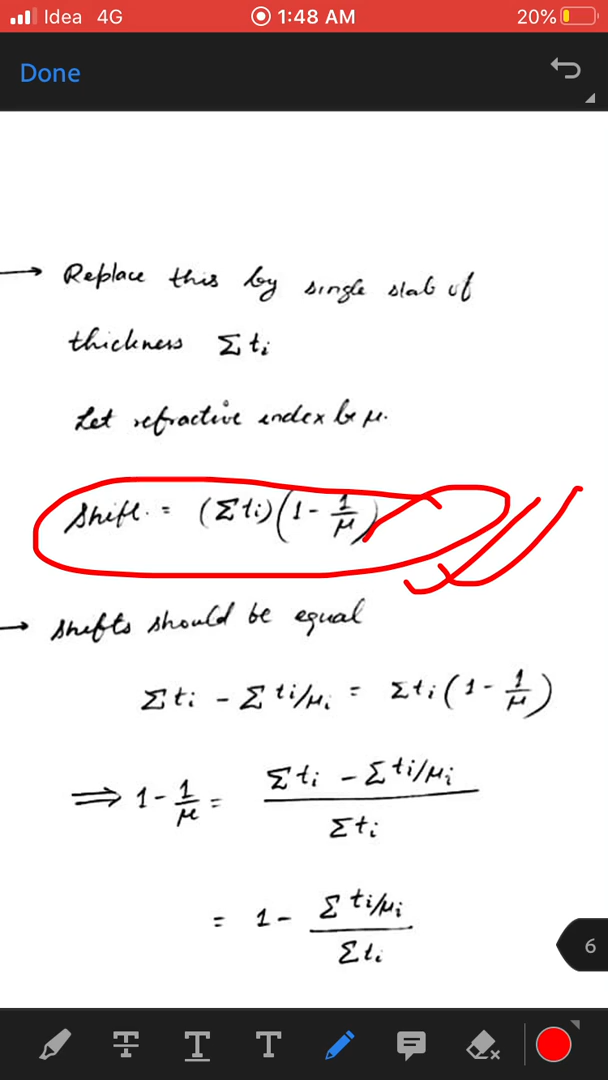 Idea 4G 1:48 AM 20%
Done
→ Replace this by single slab of
thickness Σti
Let refractive index be μ.
Shift = (Σti)(1 - 1/μ)
→ Shifts should be equal
Σti - Σti/μi = Σti(1 - 1/μ)
⟹ 1 - 1/μ = (Σti - Σti/μi)/Σti
= 1 - (Σti/μi)/Σti
6
T T T